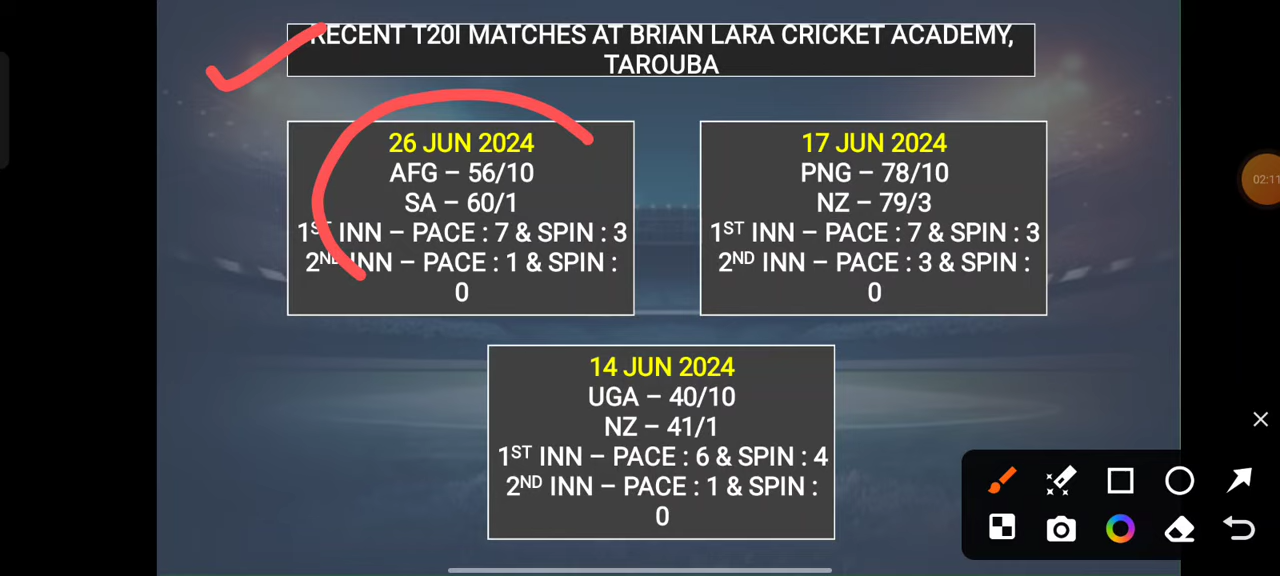 RECENT T20I MATCHES AT BRIAN LARA CRICKET ACADEMY,
TAROUBA
26 JUN 2024
AFG – 56/10
SA – 60/1
1ST INN – PACE : 7 & SPIN : 3
2ND INN – PACE : 1 & SPIN :
0
17 JUN 2024
PNG – 78/10
NZ – 79/3
1ST INN – PACE : 7 & SPIN : 3
2ND INN – PACE : 3 & SPIN :
0
14 JUN 2024
UGA – 40/10
NZ – 41/1
1ST INN – PACE : 6 & SPIN : 4
2ND INN – PACE : 1 & SPIN :
0
02:11